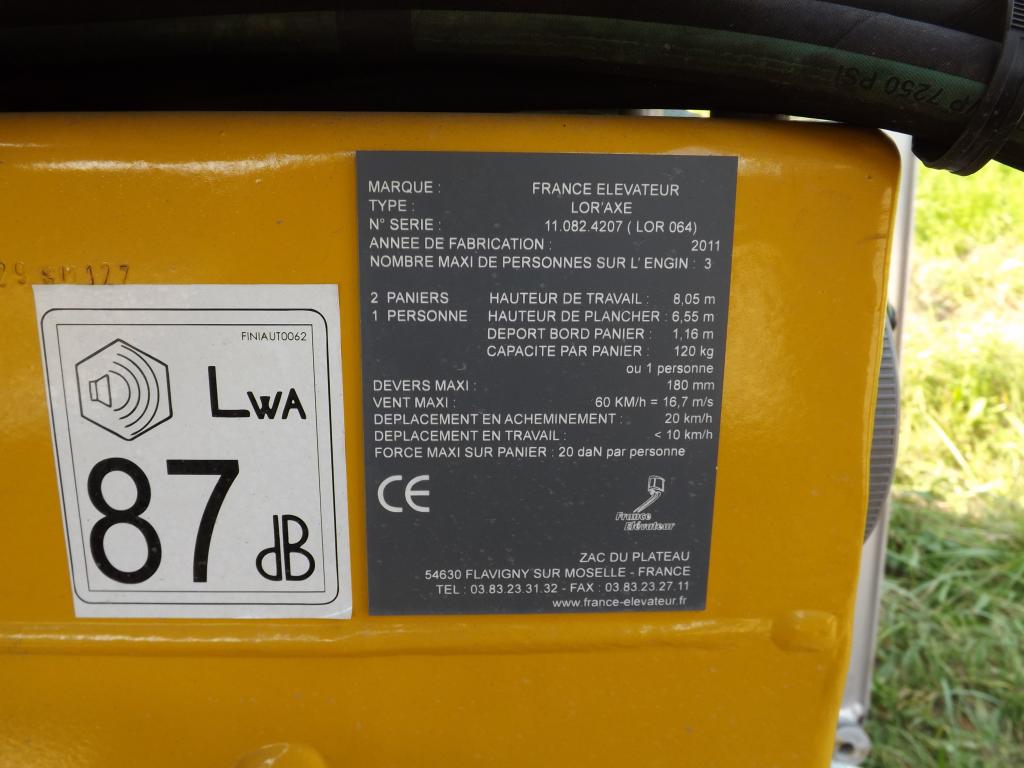 P 7250 PSI
MARQUE : FRANCE ELEVATEUR
TYPE : LOR'AXE
N° SERIE : 11.082.4207 ( LOR 064)
ANNEE DE FABRICATION : 2011
NOMBRE MAXI DE PERSONNES SUR L' ENGIN : 3
2 PANIERS HAUTEUR DE TRAVAIL : 8,05 m
1 PERSONNE HAUTEUR DE PLANCHER : 6,55 m
DEPORT BORD PANIER : 1,16 m
CAPACITE PAR PANIER : 120 kg
ou 1 personne
DEVERS MAXI : 180 mm
VENT MAXI : 60 KM/h = 16,7 m/s
DEPLACEMENT EN ACHEMINEMENT : 20 km/h
DEPLACEMENT EN TRAVAIL : < 10 km/h
FORCE MAXI SUR PANIER : 20 daN par personne
CE
France
Elévateur
ZAC DU PLATEAU
54630 FLAVIGNY SUR MOSELLE - FRANCE
TEL : 03.83.23.31.32 - FAX : 03.83.23.27.11
www.france-elevateur.fr
127
FINIAUT0062
LWA
87
dB